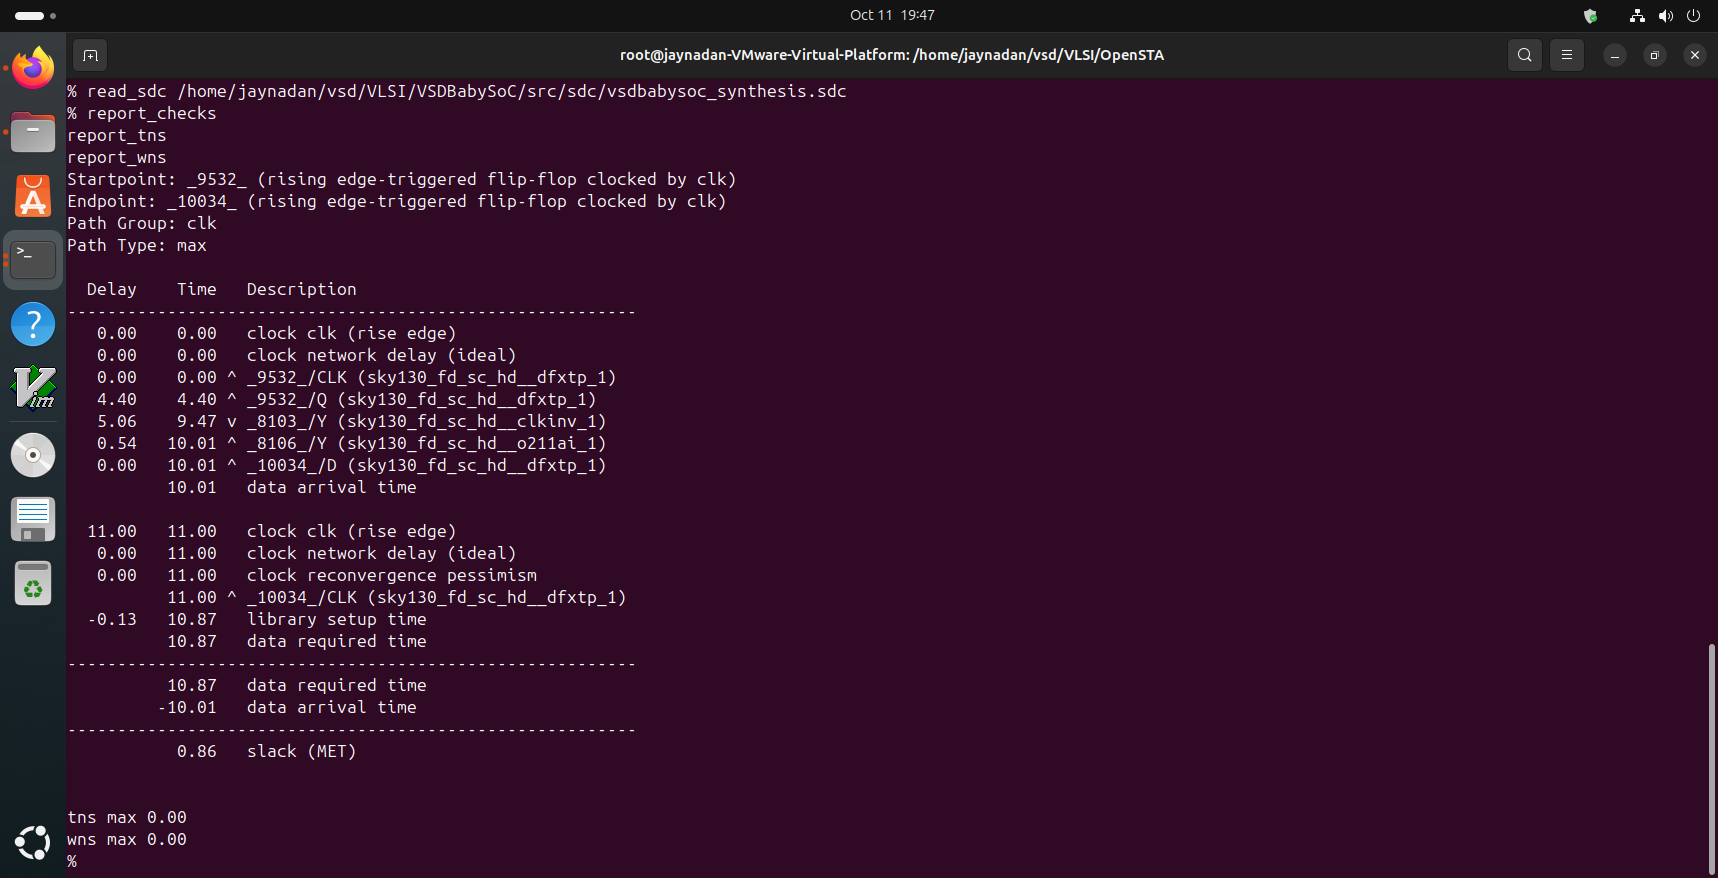 Oct 11  19:47
root@jaynadan-VMware-Virtual-Platform: /home/jaynadan/vsd/VLSI/OpenSTA
% read_sdc /home/jaynadan/vsd/VLSI/VSDBabySoC/src/sdc/vsdbabysoc_synthesis.sdc
% report_checks
report_tns
report_wns
Startpoint: _9532_ (rising edge-triggered flip-flop clocked by clk)
Endpoint: _10034_ (rising edge-triggered flip-flop clocked by clk)
Path Group: clk
Path Type: max

  Delay    Time   Description
---------------------------------------------------------
   0.00    0.00   clock clk (rise edge)
   0.00    0.00   clock network delay (ideal)
   0.00    0.00 ^ _9532_/CLK (sky130_fd_sc_hd__dfxtp_1)
   4.40    4.40 ^ _9532_/Q (sky130_fd_sc_hd__dfxtp_1)
   5.06    9.47 v _8103_/Y (sky130_fd_sc_hd__clkinv_1)
   0.54   10.01 ^ _8106_/Y (sky130_fd_sc_hd__o211ai_1)
   0.00   10.01 ^ _10034_/D (sky130_fd_sc_hd__dfxtp_1)
          10.01   data arrival time

  11.00   11.00   clock clk (rise edge)
   0.00   11.00   clock network delay (ideal)
   0.00   11.00   clock reconvergence pessimism
          11.00 ^ _10034_/CLK (sky130_fd_sc_hd__dfxtp_1)
  -0.13   10.87   library setup time
          10.87   data required time
---------------------------------------------------------
          10.87   data required time
         -10.01   data arrival time
---------------------------------------------------------
           0.86   slack (MET)

tns max 0.00
wns max 0.00
%